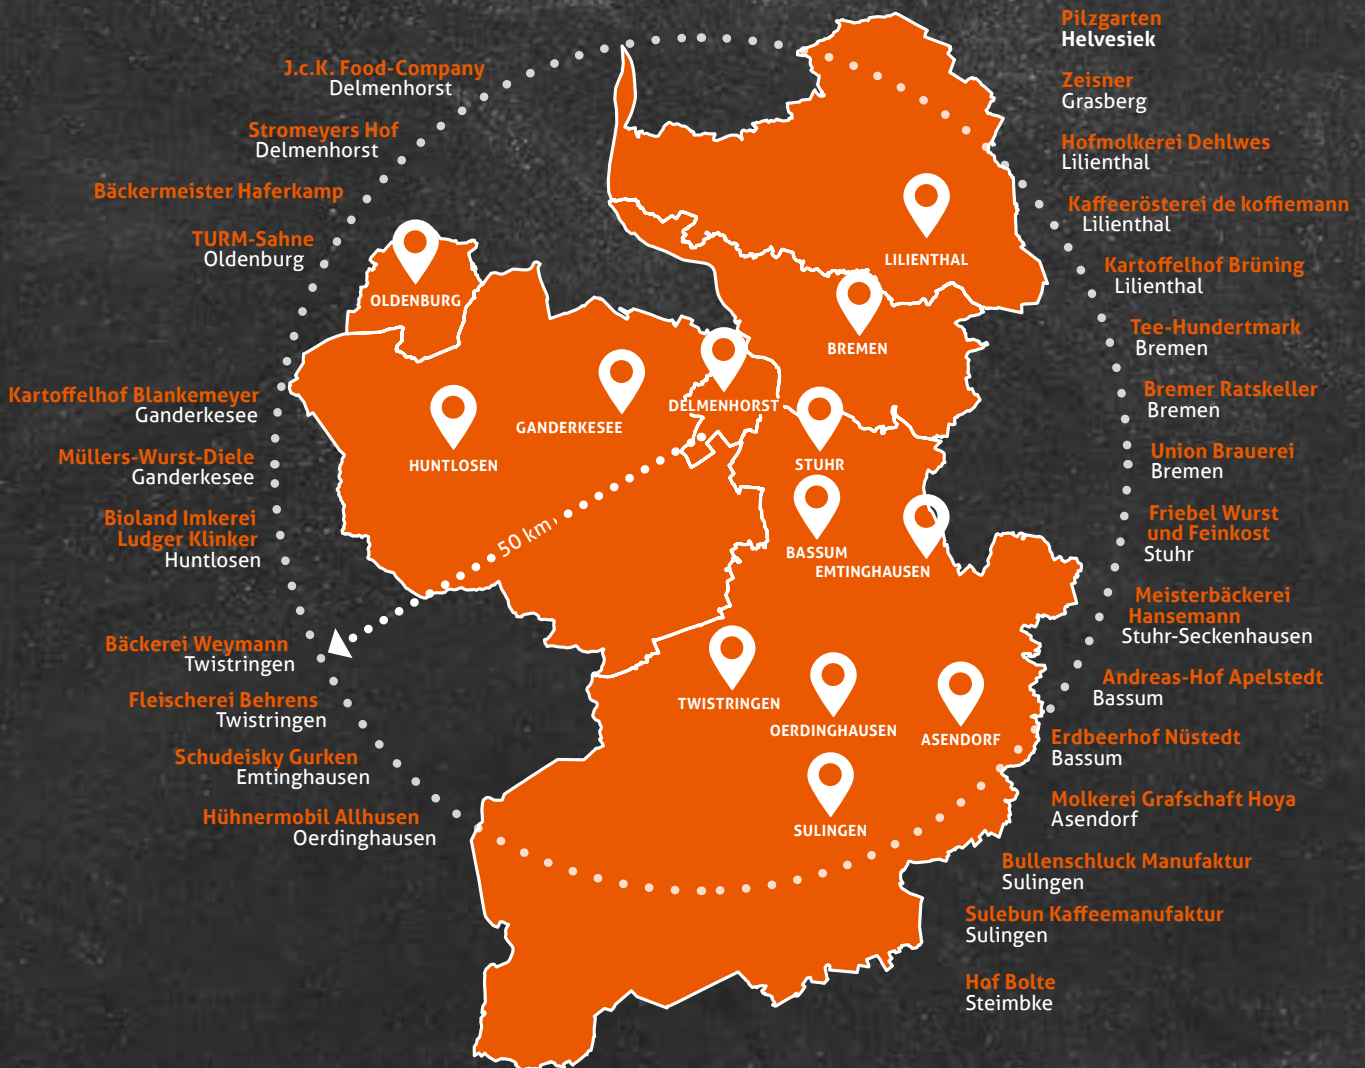 J.c.K. Food-Company
Delmenhorst
Stromeyers Hof
Delmenhorst
Bäckermeister Haferkamp
TURM-Sahne
Oldenburg
Kartoffelhof Blankemeyer
Ganderkesee
Müllers-Wurst-Diele
Ganderkesee
Bioland Imkerei
Ludger Klinker
Huntlosen
Bäckerei Weymann
Twistringen
Fleischerei Behrens
Twistringen
Schudeisky Gurken
Emtinghausen
Hühnermobil Allhusen
Oerdinghausen
LILIENTHAL
OLDENBURG
BREMEN
DELMENHORST
GANDERKESEE
HUNTLOSEN
STUHR
50 km
BASSUM
EMTINGHAUSEN
TWISTRINGEN
OERDINGHAUSEN
ASENDORF
SULINGEN
Pilzgarten
Helvesiek
Zeisner
Grasberg
Hofmolkerei Dehlwes
Lilienthal
Kaffeerösterei de koffiemann
Lilienthal
Kartoffelhof Brüning
Lilienthal
Tee-Hundertmark
Bremen
Bremer Ratskeller
Bremen
Union Brauerei
Bremen
Friebel Wurst
und Feinkost
Stuhr
Meisterbäckerei
Hansemann
Stuhr-Seckenhausen
Andreas-Hof Apelstedt
Bassum
Erdbeerhof Nüstedt
Bassum
Molkerei Grafschaft Hoya
Asendorf
Bullenschluck Manufaktur
Sulingen
Sulebun Kaffeemanufaktur
Sulingen
Hof Bolte
Steimbke